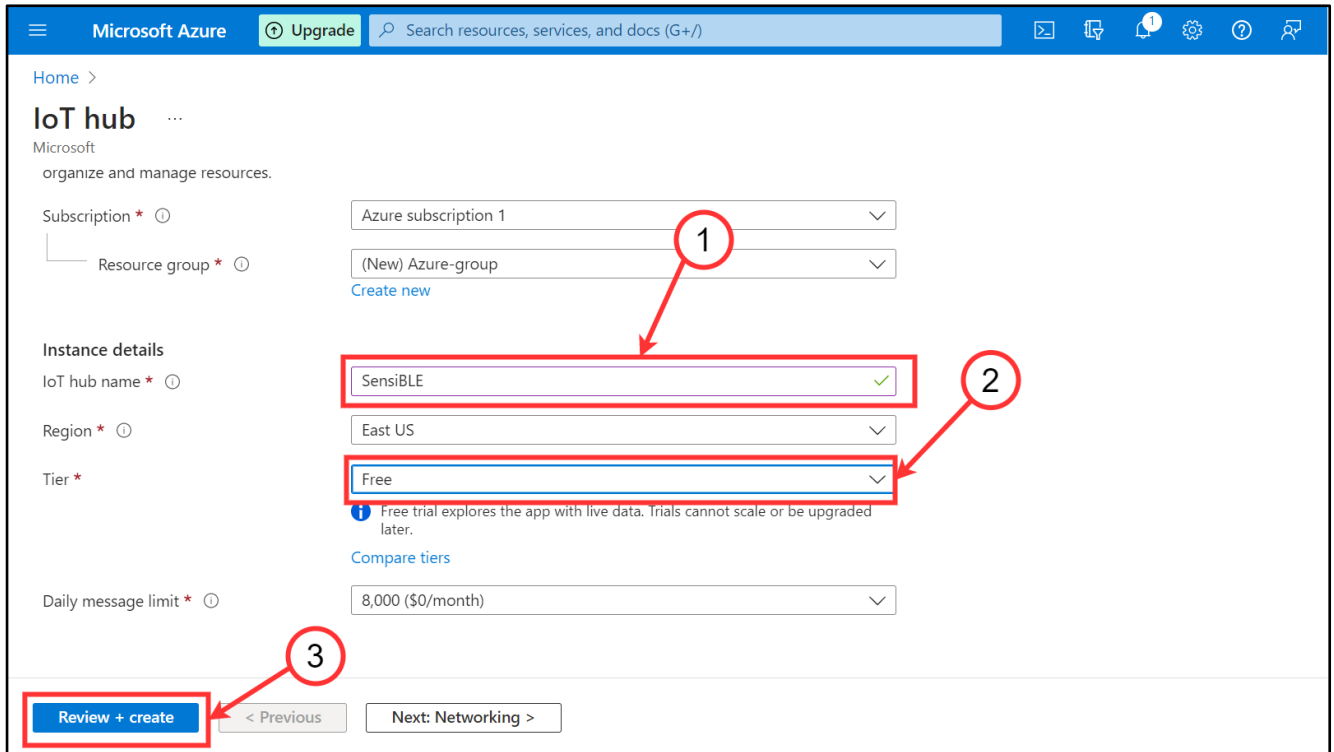 Microsoft Azure
Upgrade
Search resources, services, and docs (G+/)
1
Home >
IoT hub ...
Microsoft
organize and manage resources.
Subscription *
Azure subscription 1
1
Resource group *
(New) Azure-group
Create new
Instance details
IoT hub name *
SensiBLE
2
Region *
East US
Tier *
Free
Free trial explores the app with live data. Trials cannot scale or be upgraded
later.
Compare tiers
Daily message limit *
8,000 ($0/month)
3
Review + create
< Previous
Next: Networking >